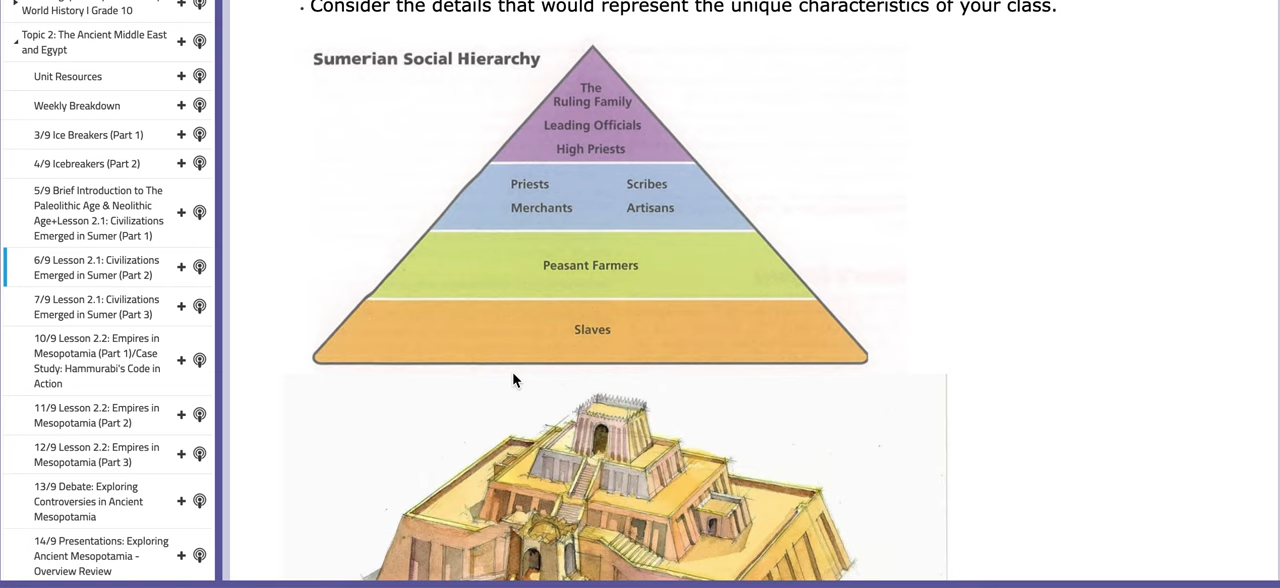 World History I Grade 10
Topic 2: The Ancient Middle East
and Egypt
Unit Resources
Weekly Breakdown
3/9 Ice Breakers (Part 1)
4/9 Icebreakers (Part 2)
5/9 Brief Introduction to The
Paleolithic Age & Neolithic
Age+Lesson 2.1: Civilizations
Emerged in Sumer (Part 1)
6/9 Lesson 2.1: Civilizations
Emerged in Sumer (Part 2)
7/9 Lesson 2.1: Civilizations
Emerged in Sumer (Part 3)
10/9 Lesson 2.2: Empires in
Mesopotamia (Part 1)/Case
Study: Hammurabi's Code in
Action
11/9 Lesson 2.2: Empires in
Mesopotamia (Part 2)
12/9 Lesson 2.2: Empires in
Mesopotamia (Part 3)
13/9 Debate: Exploring
Controversies in Ancient
Mesopotamia
14/9 Presentations: Exploring
Ancient Mesopotamia -
Overview Review
• Consider the details that would represent the unique characteristics of your class.
Sumerian Social Hierarchy
The
Ruling Family
Leading Officials
High Priests
Priests Scribes
Merchants Artisans
Peasant Farmers
Slaves